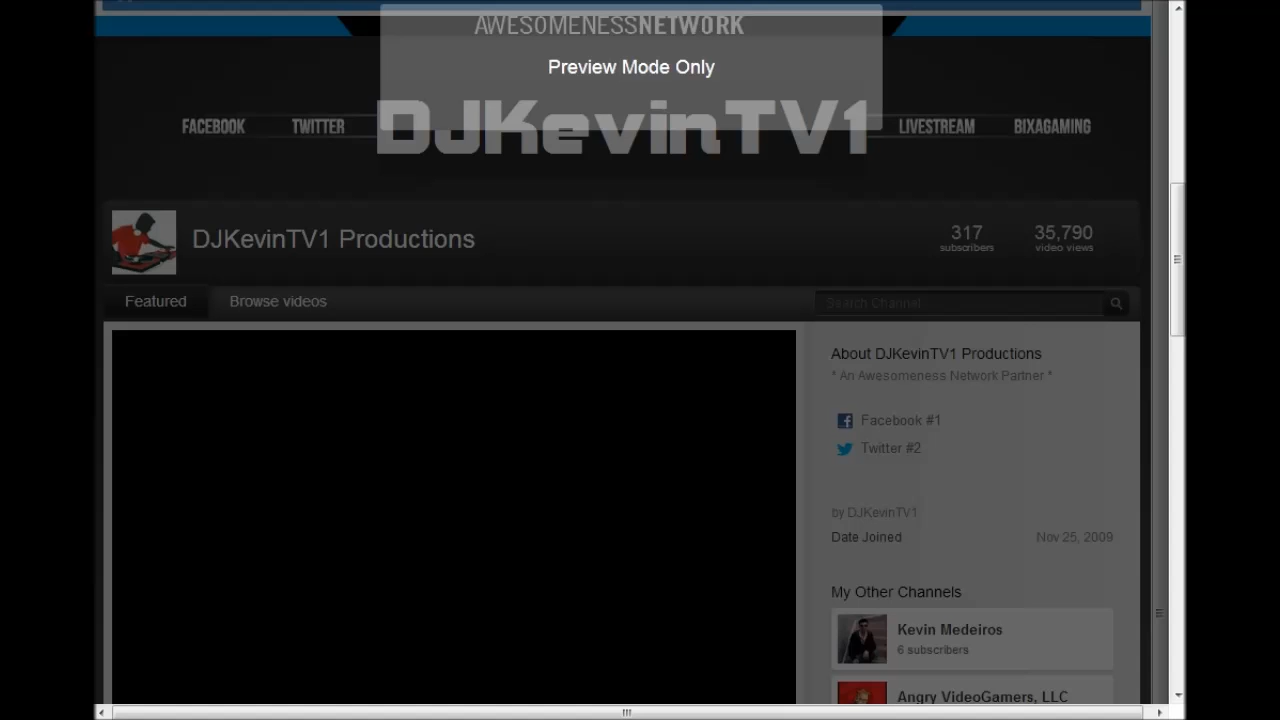 AWESOMENESSNETWORK
Preview Mode Only
FACEBOOK TWITTER DJKevinTV1 LIVESTREAM BIXAGAMING
DJKevinTV1 Productions
317 35,790
subscribers video views
Featured Browse videos Search Channel
About DJKevinTV1 Productions
* An Awesomeness Network Partner *
Facebook #1
Twitter #2
by DJKevinTV1
Date Joined Nov 25, 2009
My Other Channels
Kevin Medeiros
6 subscribers
Angry VideoGamers, LLC